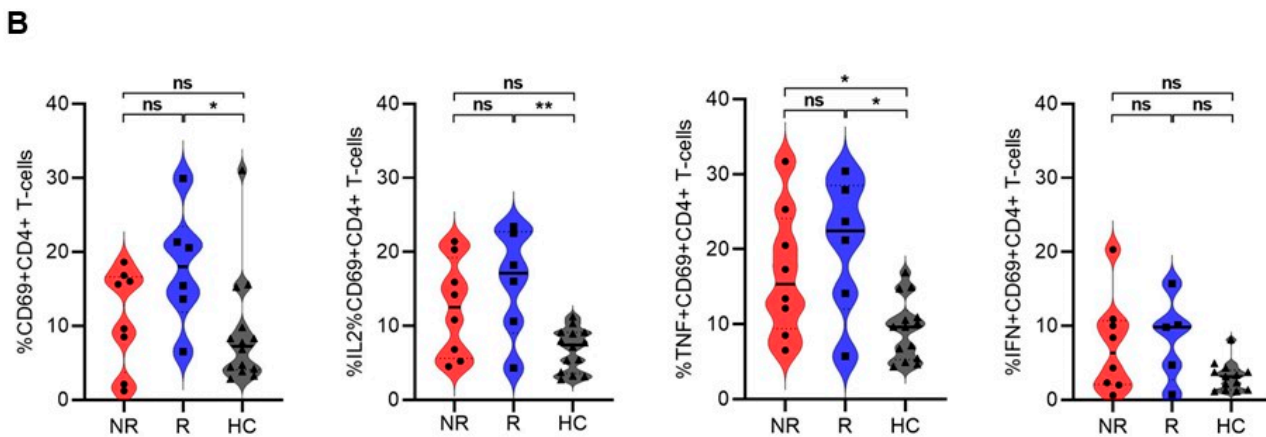 B
%CD69+CD4+ T-cells
40
30
20
10
0
ns
ns
*
NR
R
HC
%IL2%CD69+CD4+ T-cells
40
30
20
10
0
ns
ns
**
NR
R
HC
%TNF+CD69+CD4+ T-cells
40
30
20
10
0
*
ns
*
NR
R
HC
%IFN+CD69+CD4+ T-cells
40
30
20
10
0
ns
ns
ns
NR
R
HC